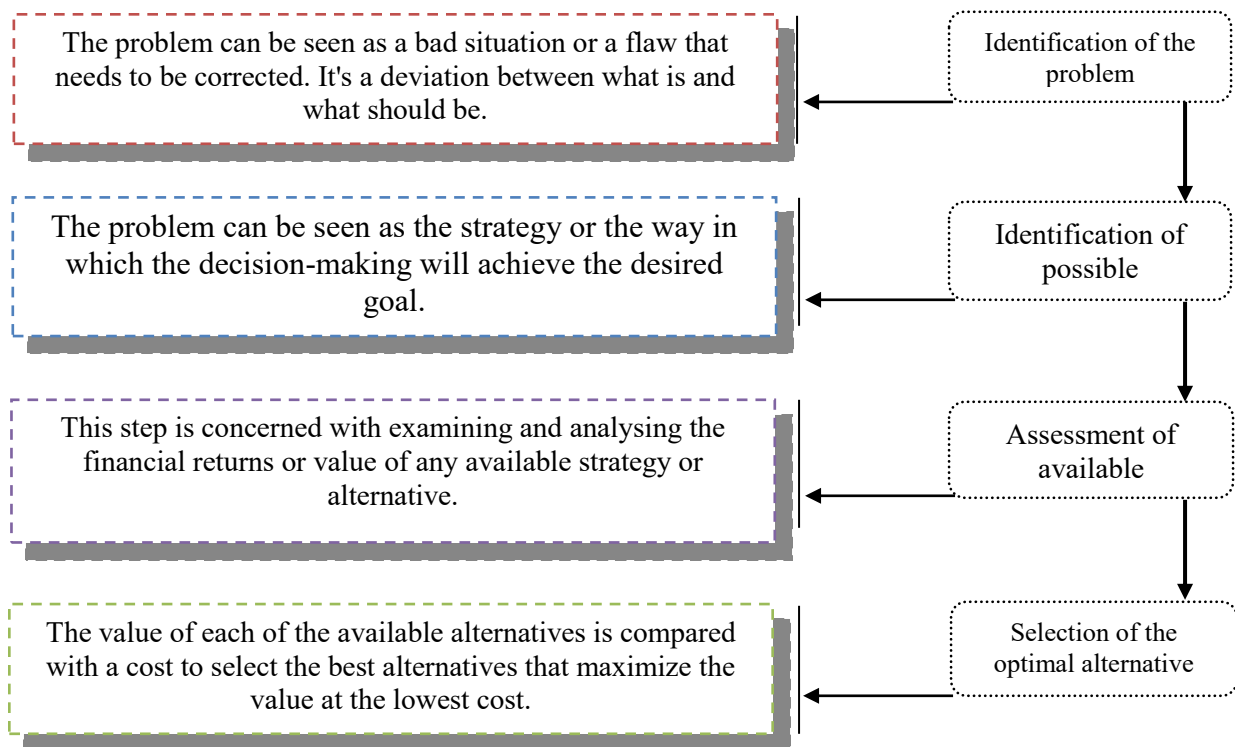 The problem can be seen as a bad situation or a flaw that
needs to be corrected. It's a deviation between what is and
what should be.
Identification of the
problem
The problem can be seen as the strategy or the way in
which the decision-making will achieve the desired
goal.
Identification of
possible
This step is concerned with examining and analysing the
financial returns or value of any available strategy or
alternative.
Assessment of
available
The value of each of the available alternatives is compared
with a cost to select the best alternatives that maximize the
value at the lowest cost.
Selection of the
optimal alternative